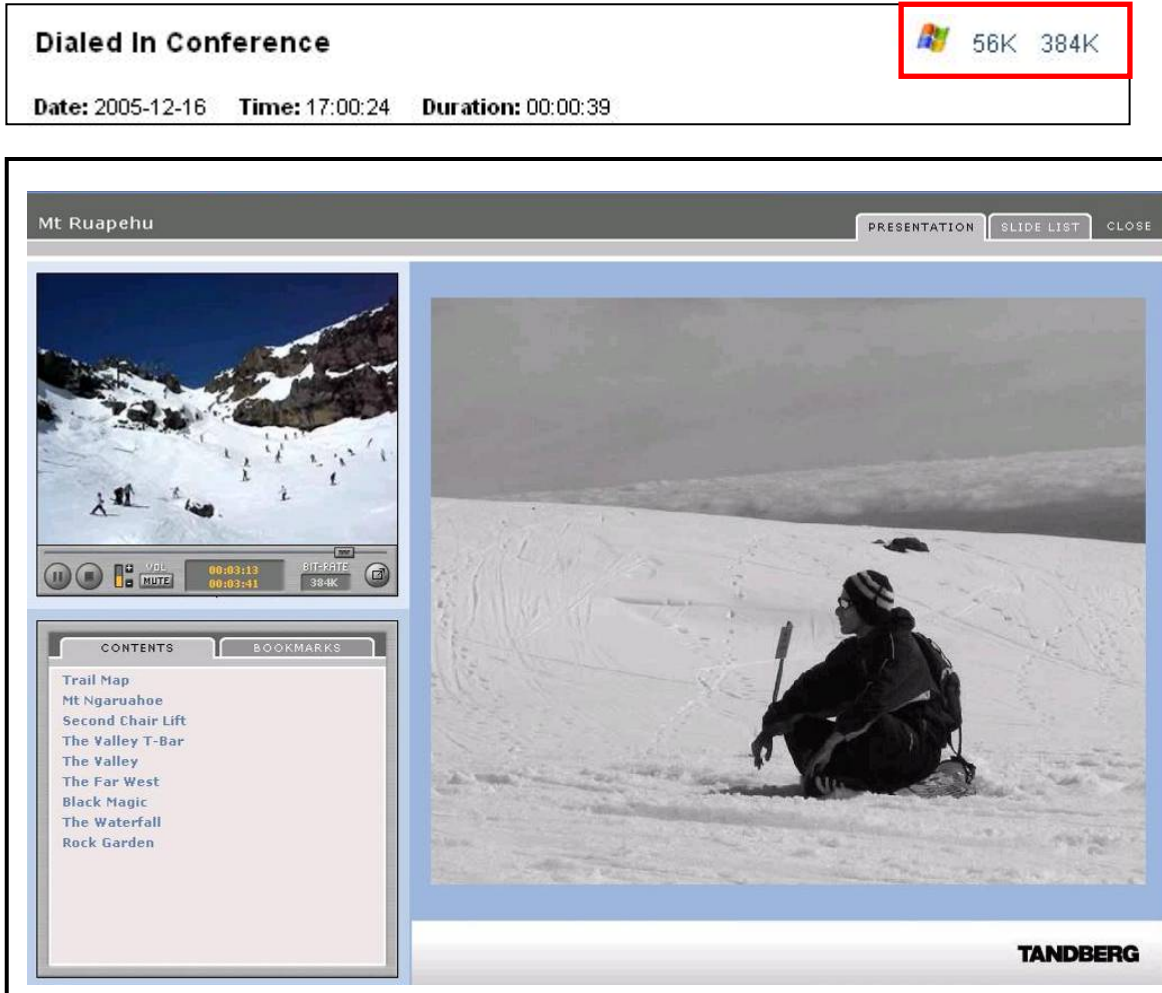 Dialed In Conference 56K 384K
Date: 2005-12-16 Time: 17:00:24 Duration: 00:00:39
Mt Ruapehu PRESENTATION SLIDE LIST CLOSE
VOL
MUTE
00:03:13
00:03:41
BIT-RATE
384K
CONTENTS BOOKMARKS
Trail Map
Mt Ngaruahoe
Second Chair Lift
The Valley T-Bar
The Valley
The Far West
Black Magic
The Waterfall
Rock Garden
TANDBERG